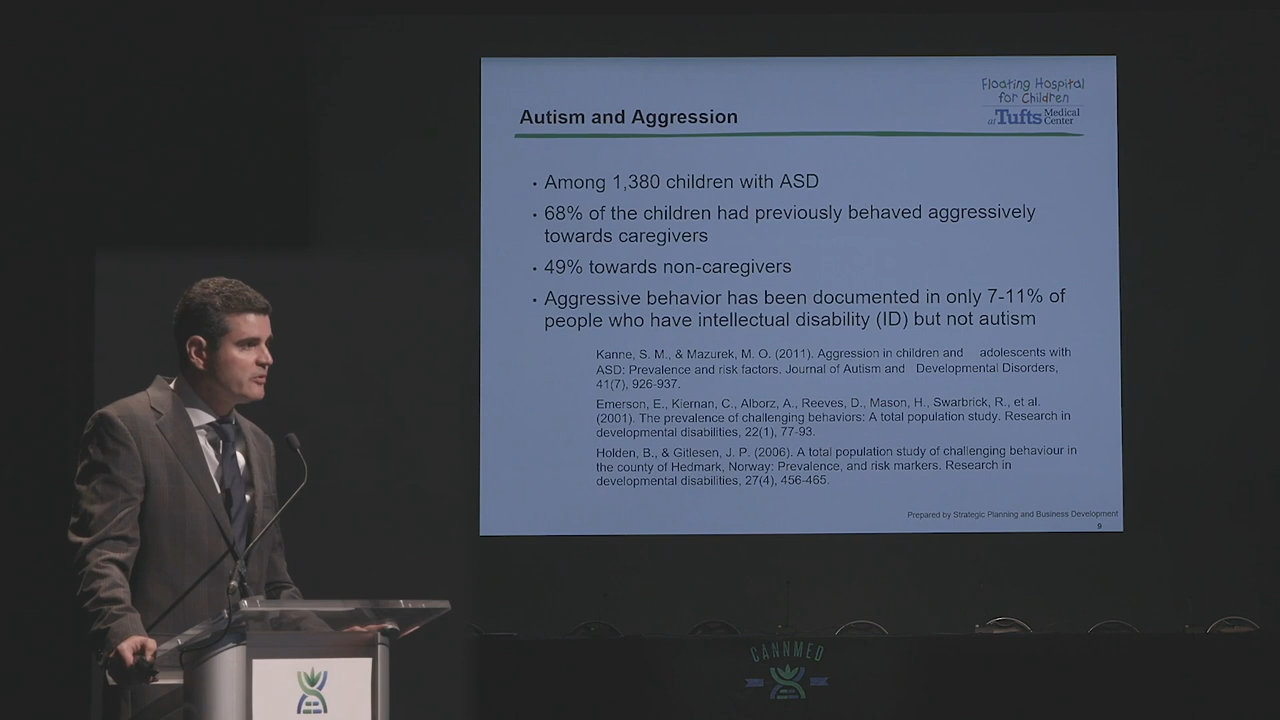 Floating Hospital
for Children
at Tufts Medical
Center
Autism and Aggression
• Among 1,380 children with ASD
• 68% of the children had previously behaved aggressively
towards caregivers
• 49% towards non-caregivers
• Aggressive behavior has been documented in only 7-11% of
people who have intellectual disability (ID) but not autism
Kanne, S. M., & Mazurek, M. O. (2011). Aggression in children and adolescents with
ASD: Prevalence and risk factors. Journal of Autism and Developmental Disorders,
41(7), 926-937.
Emerson, E., Kiernan, C., Alborz, A., Reeves, D., Mason, H., Swarbrick, R., et al.
(2001). The prevalence of challenging behaviors: A total population study. Research in
developmental disabilities, 22(1), 77-93.
Holden, B., & Gitlesen, J. P. (2006). A total population study of challenging behaviour in
the county of Hedmark, Norway: Prevalence, and risk markers. Research in
developmental disabilities, 27(4), 456-465.
Prepared by Strategic Planning and Business Development
9
CANNMED